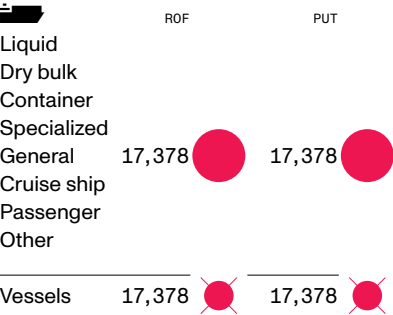 ROF PUT
Liquid
Dry bulk
Container
Specialized
General 17,378 17,378
Cruise ship
Passenger
Other
Vessels 17,378 17,378